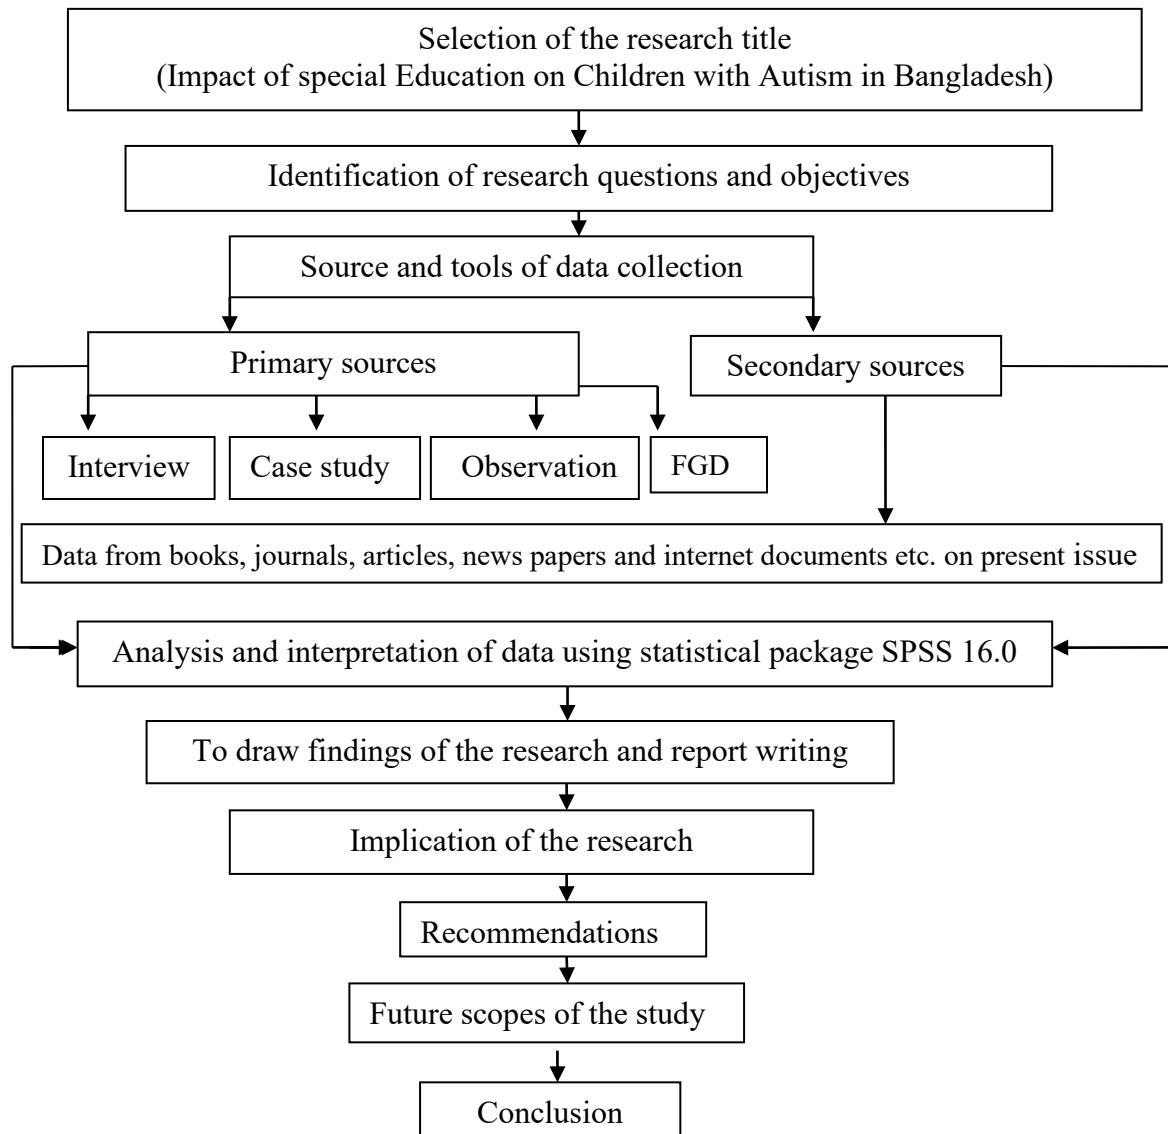 Selection of the research title
(Impact of special Education on Children with Autism in Bangladesh)
Identification of research questions and objectives
Source and tools of data collection
Primary sources
Secondary sources
Interview
Case study
Observation
FGD
Data from books, journals, articles, news papers and internet documents etc. on present issue
Analysis and interpretation of data using statistical package SPSS 16.0
To draw findings of the research and report writing
Implication of the research
Recommendations
Future scopes of the study
Conclusion